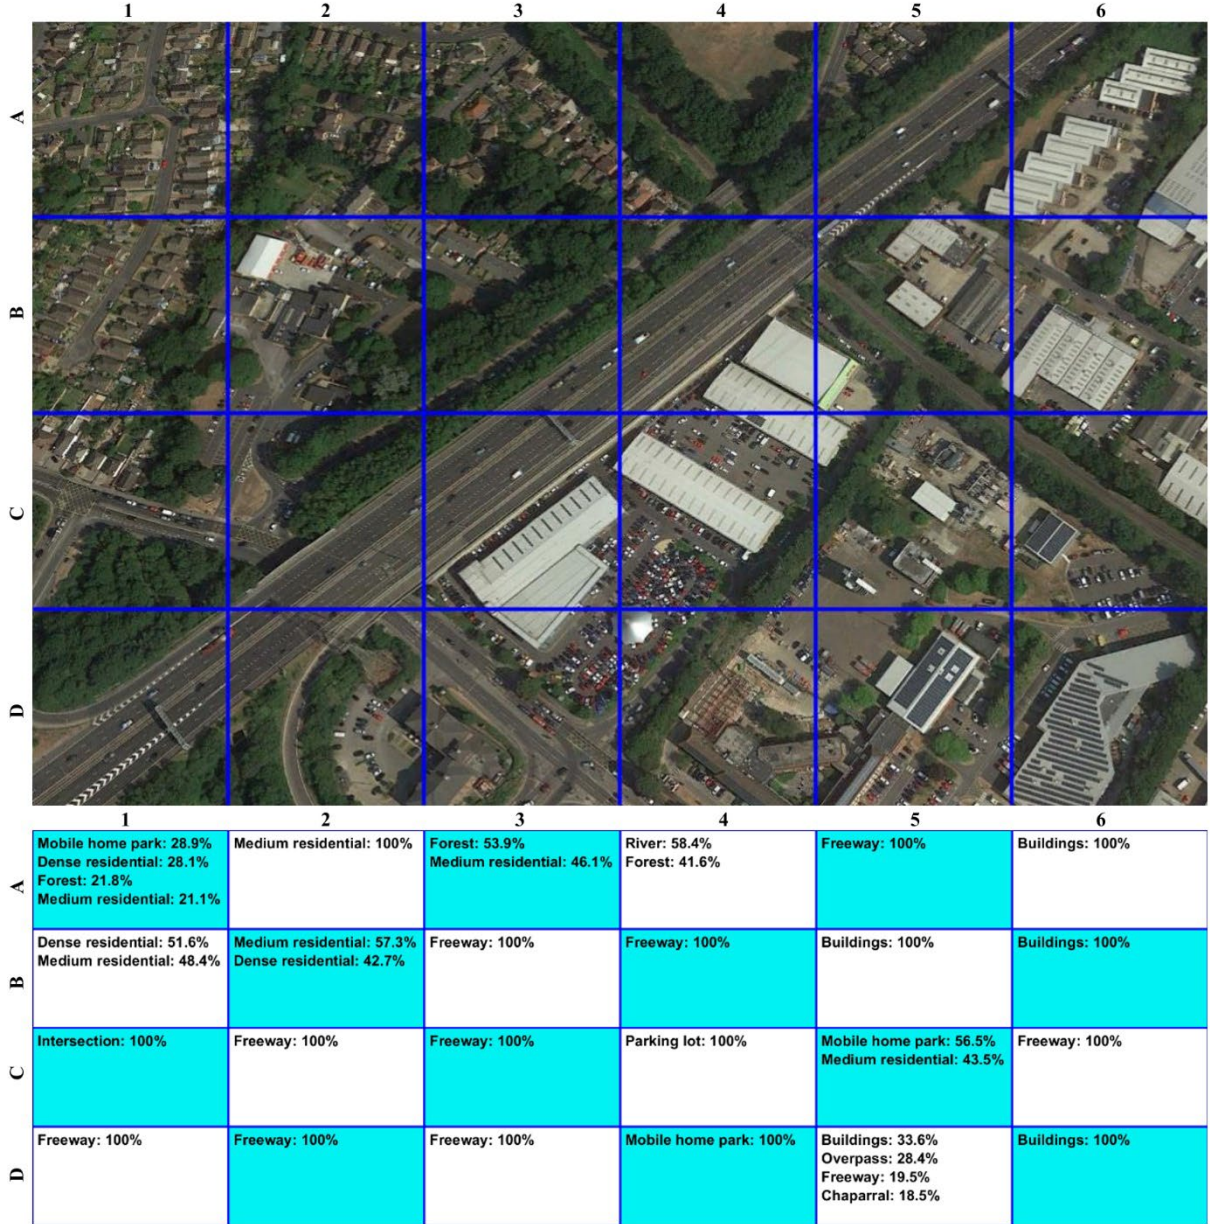 1 2 3 4 5 6
A
B
C
D
1 2 3 4 5 6
A
Mobile home park: 28.9%
Dense residential: 28.1%
Forest: 21.8%
Medium residential: 21.1%
Medium residential: 100%
Forest: 53.9%
Medium residential: 46.1%
River: 58.4%
Forest: 41.6%
Freeway: 100%
Buildings: 100%
B
Dense residential: 51.6%
Medium residential: 48.4%
Medium residential: 57.3%
Dense residential: 42.7%
Freeway: 100%
Freeway: 100%
Buildings: 100%
Buildings: 100%
C
Intersection: 100%
Freeway: 100%
Freeway: 100%
Parking lot: 100%
Mobile home park: 56.5%
Medium residential: 43.5%
Freeway: 100%
D
Freeway: 100%
Freeway: 100%
Freeway: 100%
Mobile home park: 100%
Buildings: 33.6%
Overpass: 28.4%
Freeway: 19.5%
Chaparral: 18.5%
Buildings: 100%